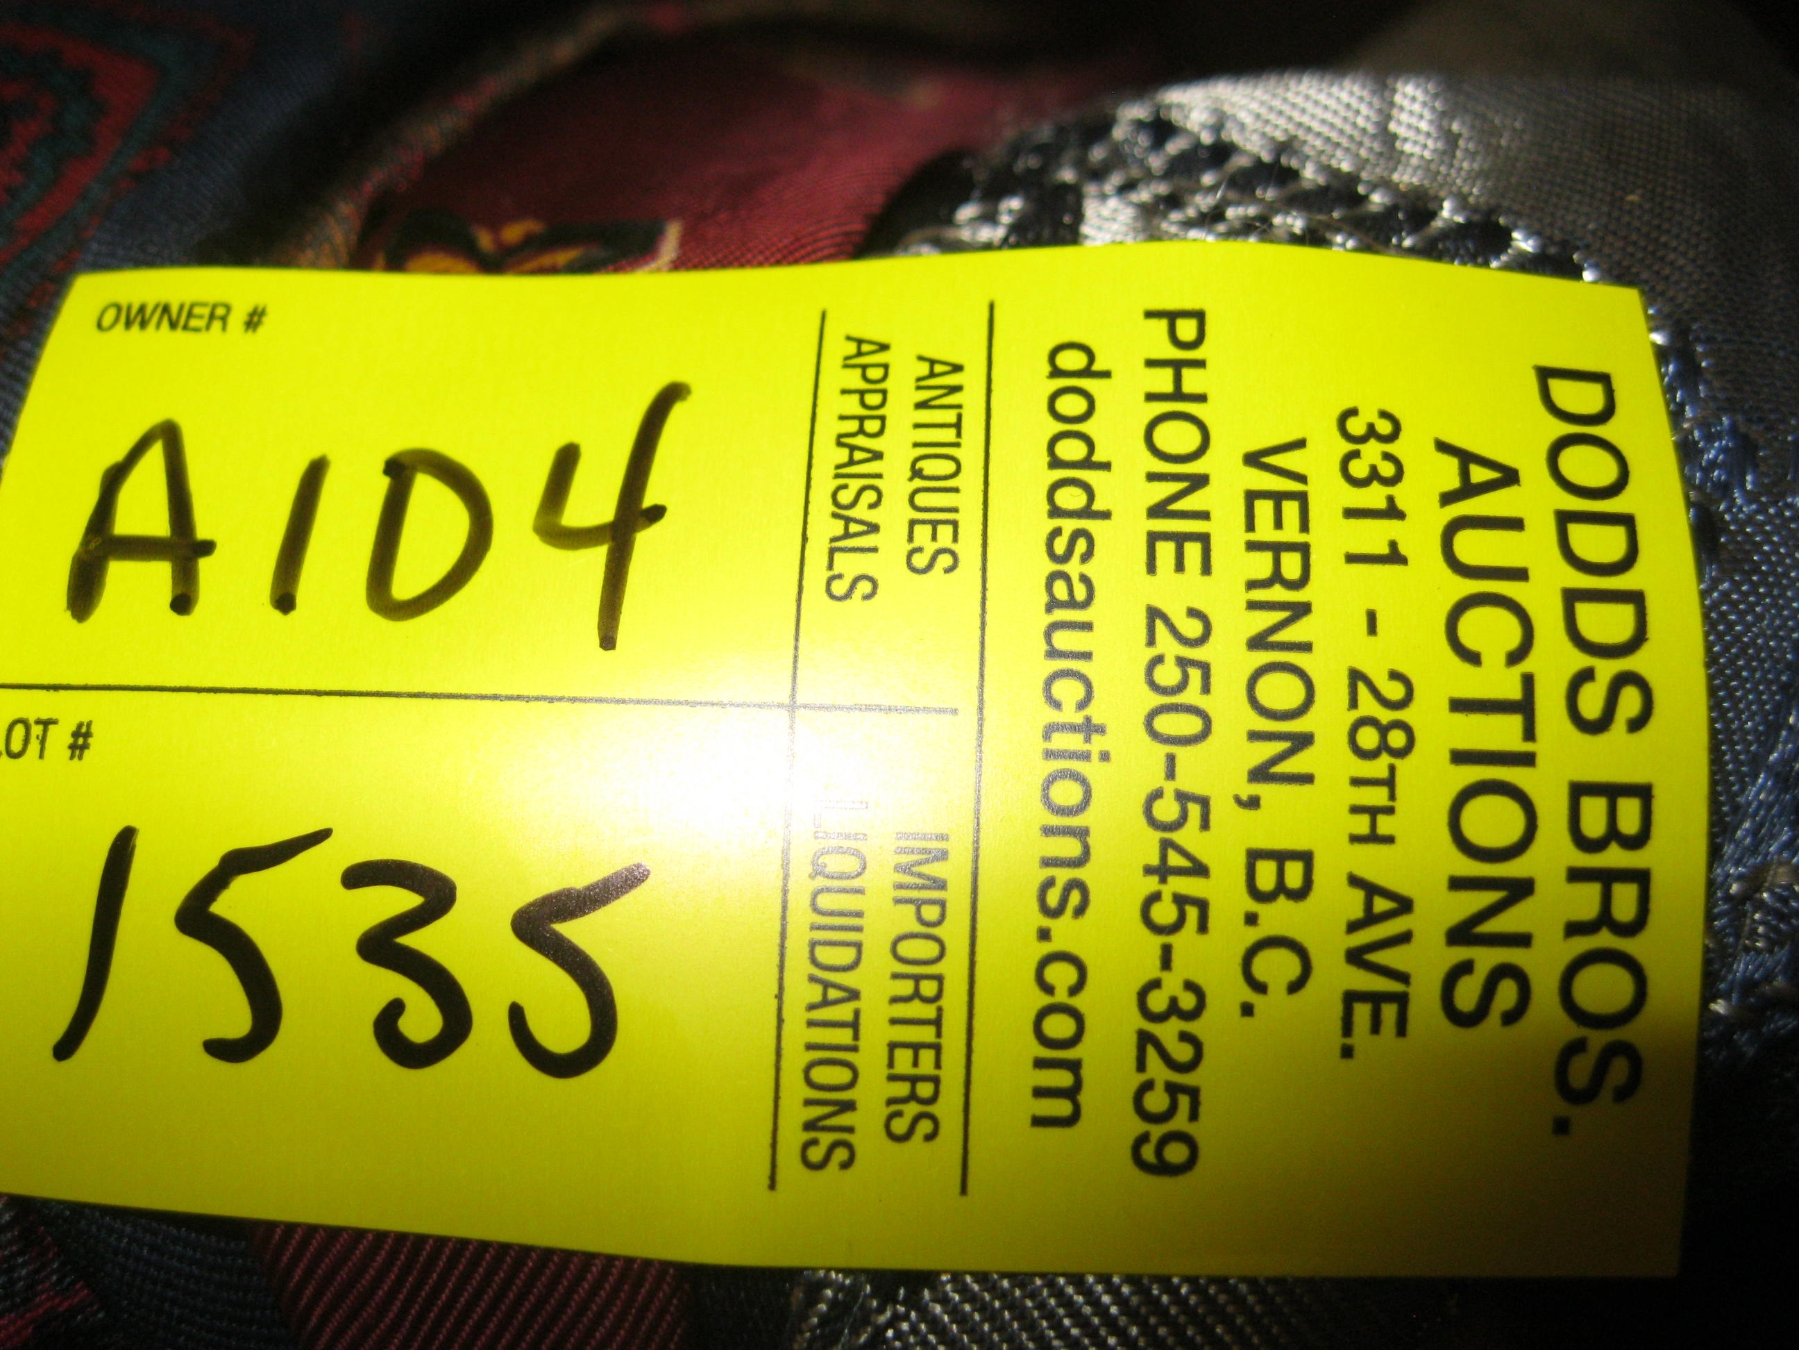 DODDS BROS.
AUCTIONS
3311 - 28TH AVE.
VERNON, B.C.
PHONE 250-545-3259
doddsauctions.com
ANTIQUES
APPRAISALS
IMPORTERS
LIQUIDATIONS
OWNER #
A104
LOT #
1535